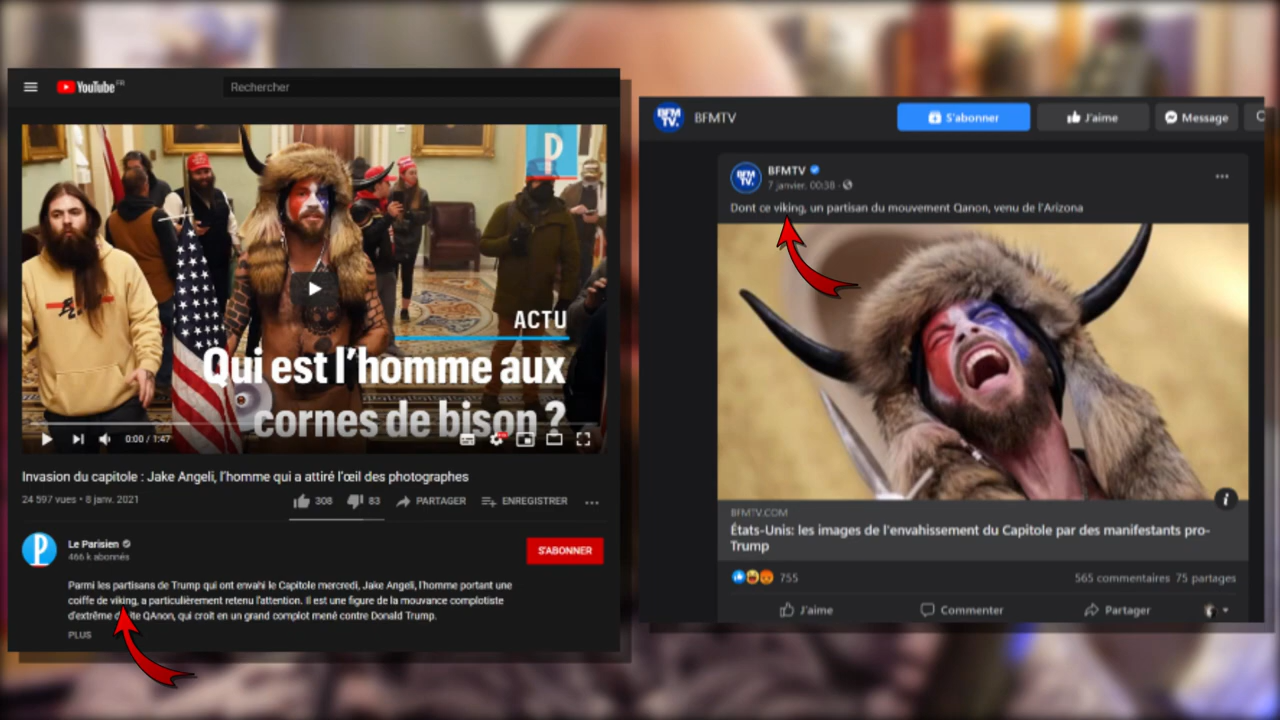 YouTube FR
Rechercher
P
ACTU
Qui est l'homme aux
cornes de bison ?
0:00 / 1:47
Invasion du capitole : Jake Angeli, l'homme qui a attiré l'œil des photographes
24 597 vues • 8 janv. 2021
308
83
PARTAGER
ENREGISTRER
P
Le Parisien
466 k abonnés
S'ABONNER
Parmi les partisans de Trump qui ont envahi le Capitole mercredi, Jake Angeli, l'homme portant une
coiffe de viking, a particulièrement retenu l'attention. Il est une figure de la mouvance complotiste
d'extrême ite QAnon, qui croit en un grand complot mené contre Donald Trump.
PLUS
BFM
TV.
BFMTV
S'abonner
J'aime
Message
BFM
TV.
BFMTV
7 janvier, 00:38
Dont ce viking, un partisan du mouvement Qanon, venu de l'Arizona
BFMTV.COM
États-Unis: les images de l'envahissement du Capitole par des manifestants pro-
Trump
755
565 commentaires 75 partages
J'aime
Commenter
Partager